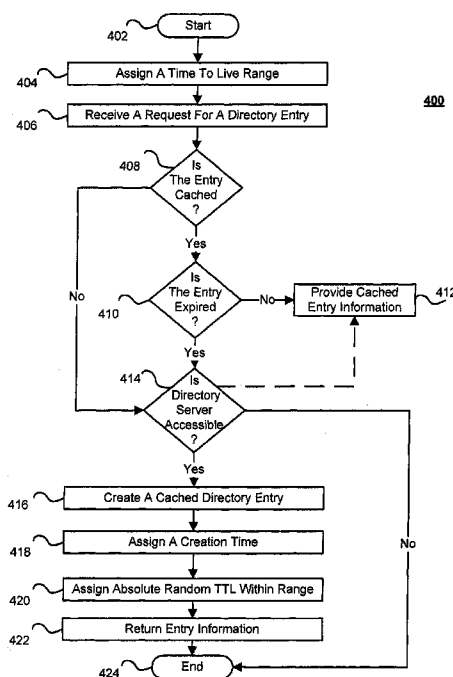 Start
402
Assign A Time To Live Range
404
400
Receive A Request For A Directory Entry
406
Is
The Entry
Cached
?
408
Yes
No
Is
The Entry
Expired
?
410
No
Provide Cached
Entry Information
412
Yes
Is
Directory
Server
Accessible
?
414
Yes
No
Create A Cached Directory Entry
416
Assign A Creation Time
418
Assign Absolute Random TTL Within Range
420
Return Entry Information
422
End
424